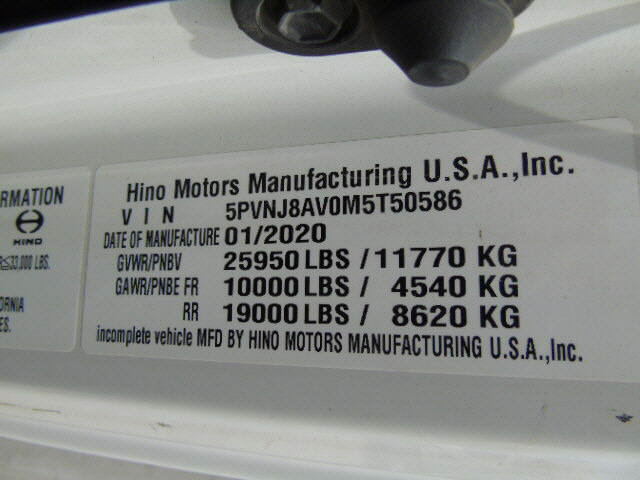 RMATION
HINO
≤33,000 LBS.
ORNIA
ES.
Hino Motors Manufacturing U.S.A.,Inc.
V I N 5PVNJ8AV0M5T50586
DATE OF MANUFACTURE 01/2020
GVWR/PNBV 25950 LBS / 11770 KG
GAWR/PNBE FR 10000 LBS / 4540 KG
RR 19000 LBS / 8620 KG
incomplete vehicle MFD BY HINO MOTORS MANUFACTURING U.S.A.,Inc.